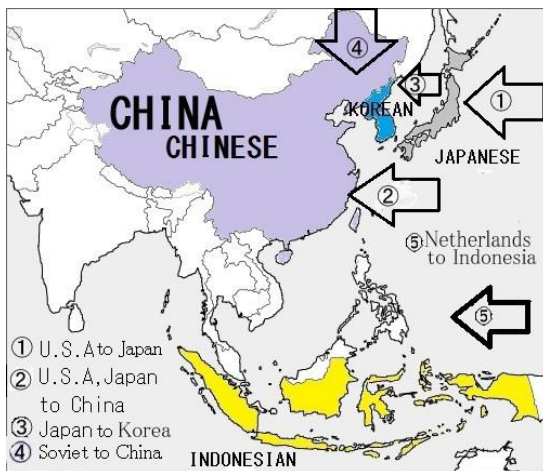 ④
③
KOREAN
①
CHINA
CHINESE
JAPANESE
②
⑤Netherlands
to Indonesia
⑤
① U.S.A to Japan
② U.S.A,Japan
to China
③ Japan to Korea
④ Soviet to China
INDONESIAN